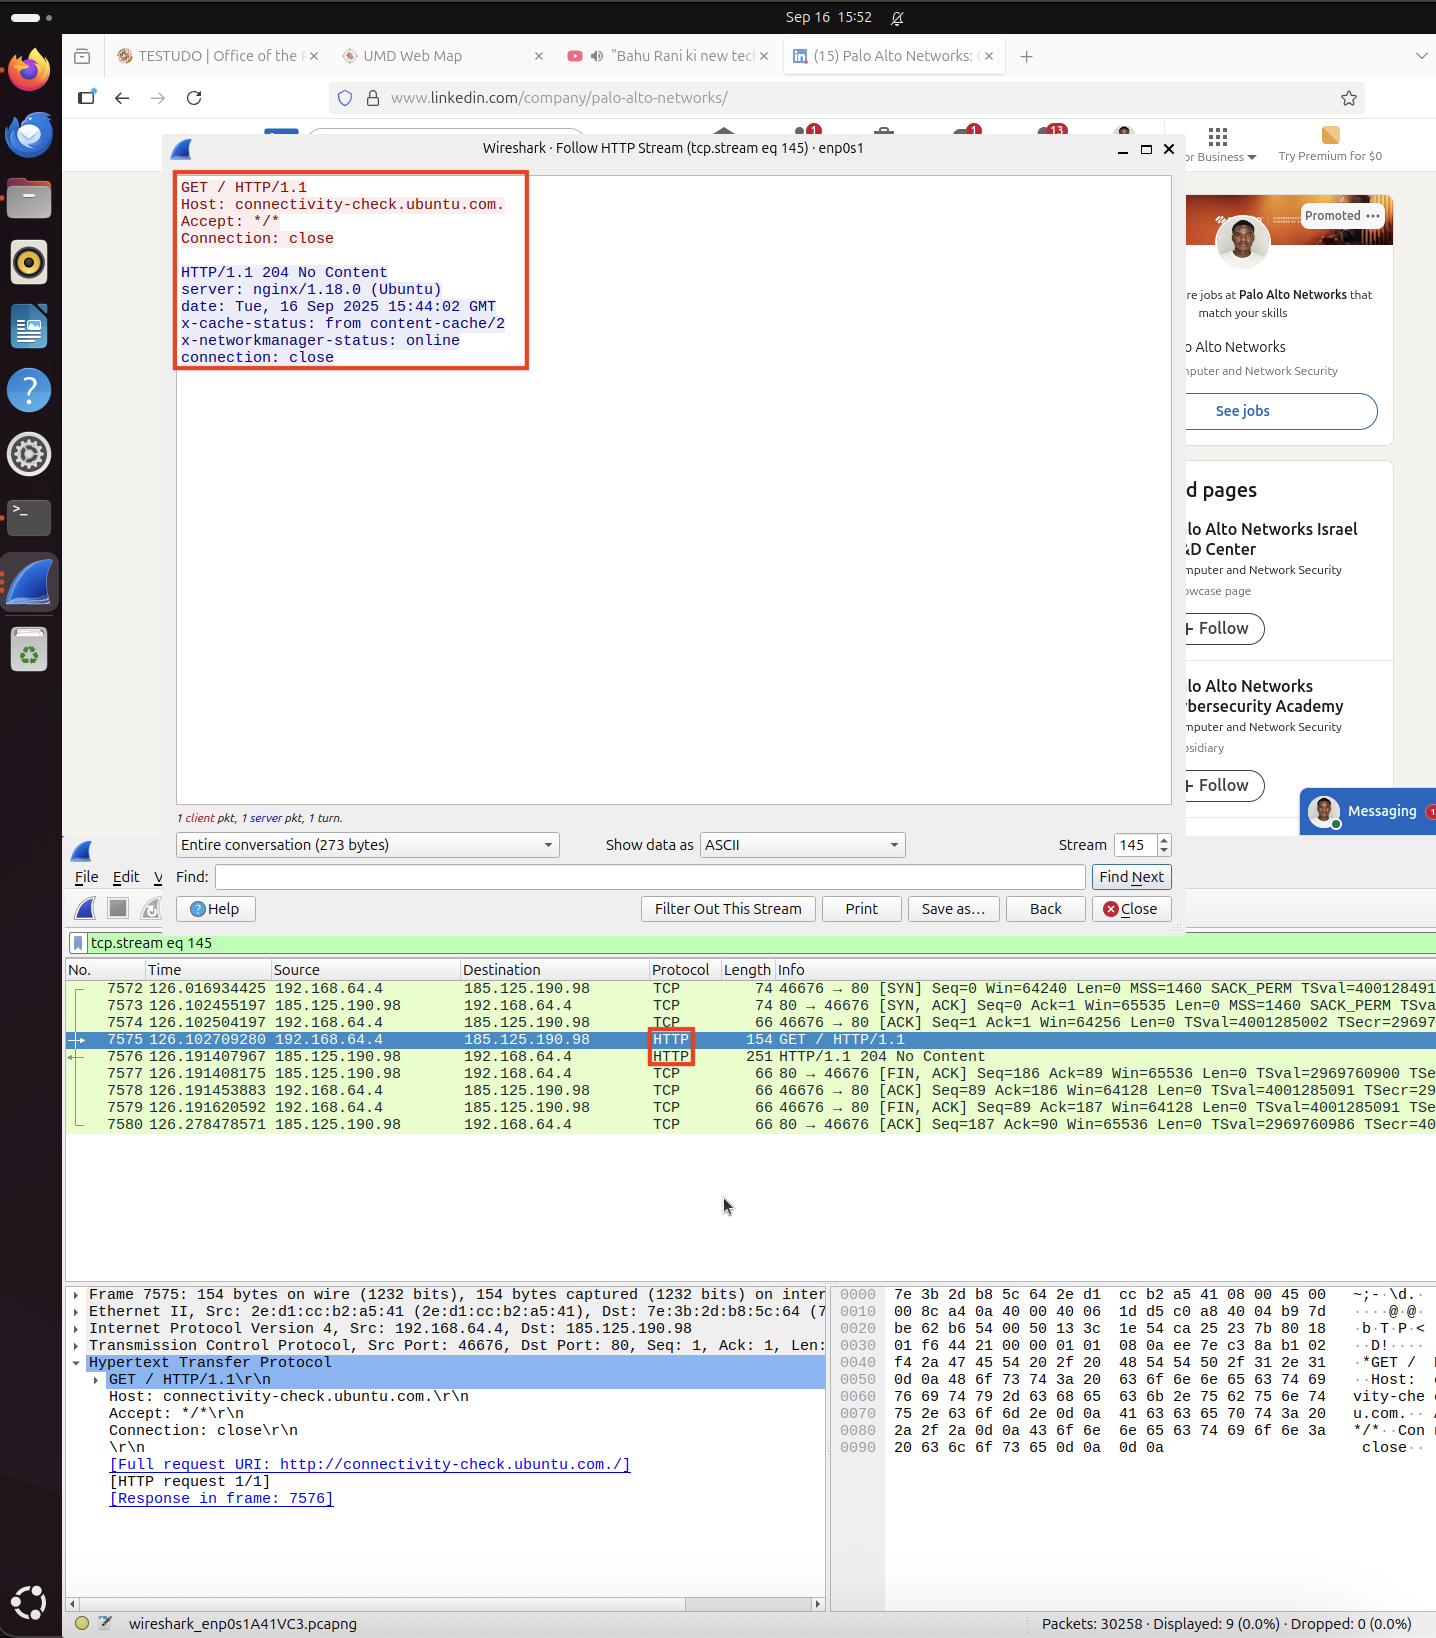 Sep 16  15:52
TESTUDO | Office of the
UMD Web Map
"Bahu Rani ki new tec
(15) Palo Alto Networks:
www.linkedin.com/company/palo-alto-networks/
1
1
13
or Business
Try Premium for $0
Wireshark · Follow HTTP Stream (tcp.stream eq 145) · enp0s1
GET / HTTP/1.1
Host: connectivity-check.ubuntu.com.
Accept: */*
Connection: close
HTTP/1.1 204 No Content
server: nginx/1.18.0 (Ubuntu)
date: Tue, 16 Sep 2025 15:44:02 GMT
x-cache-status: from content-cache/2
x-networkmanager-status: online
connection: close
Promoted
re jobs at Palo Alto Networks that
match your skills
o Alto Networks
nputer and Network Security
See jobs
d pages
lo Alto Networks Israel
&D Center
mputer and Network Security
owcase page
+ Follow
lo Alto Networks
ybersecurity Academy
mputer and Network Security
osidiary
+ Follow
Messaging
1
1 client pkt, 1 server pkt, 1 turn.
Entire conversation (273 bytes)
Show data as ASCII
Stream 145
File Edit V
Find:
Find Next
Help
Filter Out This Stream
Print
Save as…
Back
Close
tcp.stream eq 145
No. Time Source Destination Protocol Length Info
7572 126.016934425 192.168.64.4 185.125.190.98 TCP 74 46676 → 80 [SYN] Seq=0 Win=64240 Len=0 MSS=1460 SACK_PERM TSval=400128491
7573 126.102455197 185.125.190.98 192.168.64.4 TCP 74 80 → 46676 [SYN, ACK] Seq=0 Ack=1 Win=65535 Len=0 MSS=1460 SACK_PERM TSva
7574 126.102504197 192.168.64.4 185.125.190.98 TCP 66 46676 → 80 [ACK] Seq=1 Ack=1 Win=64256 Len=0 TSval=4001285002 TSecr=29697
7575 126.102709280 192.168.64.4 185.125.190.98 HTTP 154 GET / HTTP/1.1
7576 126.191407967 185.125.190.98 192.168.64.4 HTTP 251 HTTP/1.1 204 No Content
7577 126.191408175 185.125.190.98 192.168.64.4 TCP 66 80 → 46676 [FIN, ACK] Seq=186 Ack=89 Win=65536 Len=0 TSval=2969760900 TSe
7578 126.191453883 192.168.64.4 185.125.190.98 TCP 66 46676 → 80 [ACK] Seq=89 Ack=186 Win=64128 Len=0 TSval=4001285091 TSecr=29
7579 126.191620592 192.168.64.4 185.125.190.98 TCP 66 46676 → 80 [FIN, ACK] Seq=89 Ack=187 Win=64128 Len=0 TSval=4001285091 TSe
7580 126.278478571 185.125.190.98 192.168.64.4 TCP 66 80 → 46676 [ACK] Seq=187 Ack=90 Win=65536 Len=0 TSval=2969760986 TSecr=40
Frame 7575: 154 bytes on wire (1232 bits), 154 bytes captured (1232 bits) on inter
Ethernet II, Src: 2e:d1:cc:b2:a5:41 (2e:d1:cc:b2:a5:41), Dst: 7e:3b:2d:b8:5c:64 (7
Internet Protocol Version 4, Src: 192.168.64.4, Dst: 185.125.190.98
Transmission Control Protocol, Src Port: 46676, Dst Port: 80, Seq: 1, Ack: 1, Len:
Hypertext Transfer Protocol
GET / HTTP/1.1\r\n
Host: connectivity-check.ubuntu.com.\r\n
Accept: */*\r\n
Connection: close\r\n
\r\n
[Full request URI: http://connectivity-check.ubuntu.com./]
[HTTP request 1/1]
[Response in frame: 7576]
0000 7e 3b 2d b8 5c 64 2e d1 cc b2 a5 41 08 00 45 00 ~;-·\d.·
0010 00 8c a4 0a 40 00 40 06 1d d5 c0 a8 40 04 b9 7d ····@·@·
0020 be 62 b6 54 00 50 13 3c 1e 54 ca 25 23 7b 80 18 ·b·T·P·<
0030 01 f6 44 21 00 00 01 01 08 0a ee 7e c3 8a b1 02 ··D!····
0040 f4 2a 47 45 54 20 2f 20 48 54 54 50 2f 31 2e 31 ·*GET /
0050 0d 0a 48 6f 73 74 3a 20 63 6f 6e 6e 65 63 74 69 ··Host: c
0060 76 69 74 79 2d 63 68 65 63 6b 2e 75 62 75 6e 74 vity-che c
0070 75 2e 63 6f 6d 2e 0d 0a 41 63 63 65 70 74 3a 20 u.com.·· A
0080 2a 2f 2a 0d 0a 43 6f 6e 6e 65 63 74 69 6f 6e 3a */*··Con n
0090 20 63 6c 6f 73 65 0d 0a 0d 0a close··
wireshark_enp0s1A41VC3.pcapng
Packets: 30258 · Displayed: 9 (0.0%) · Dropped: 0 (0.0%)